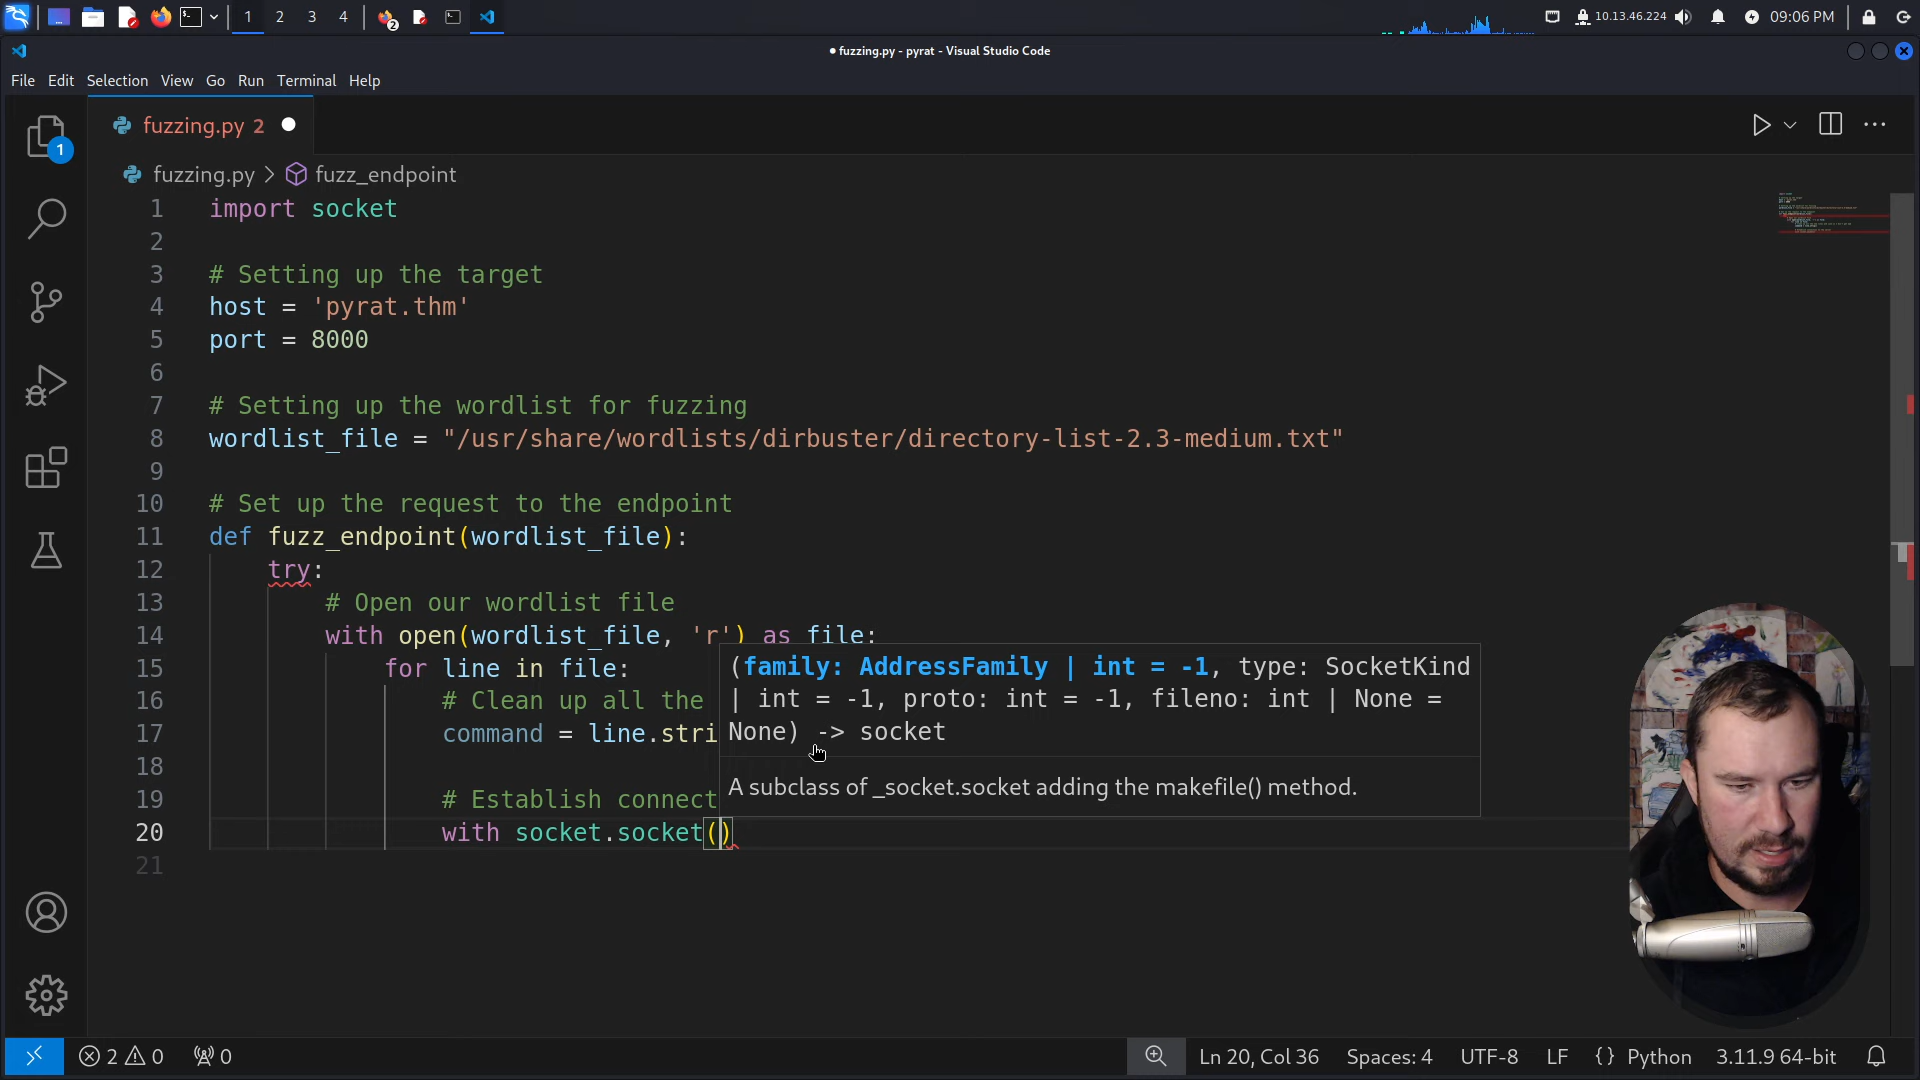 1 2 3 4 2 10.13.46.224 09:06 PM
● fuzzing.py - pyrat - Visual Studio Code
File Edit Selection View Go Run Terminal Help
fuzzing.py 2
1
fuzzing.py > fuzz_endpoint
1 import socket
2
3 # Setting up the target
4 host = 'pyrat.thm'
5 port = 8000
6
7 # Setting up the wordlist for fuzzing
8 wordlist_file = "/usr/share/wordlists/dirbuster/directory-list-2.3-medium.txt"
9
10 # Set up the request to the endpoint
11 def fuzz_endpoint(wordlist_file):
12 try:
13 # Open our wordlist file
14 with open(wordlist_file, 'r') as file:
15 for line in file:
16 # Clean up all the
17 command = line.stri
18
19 # Establish connect
20 with socket.socket()
21
(family: AddressFamily | int = -1, type: SocketKind
| int = -1, proto: int = -1, fileno: int | None =
None) -> socket
A subclass of _socket.socket adding the makefile() method.
2 0 0 Ln 20, Col 36 Spaces: 4 UTF-8 LF {} Python 3.11.9 64-bit